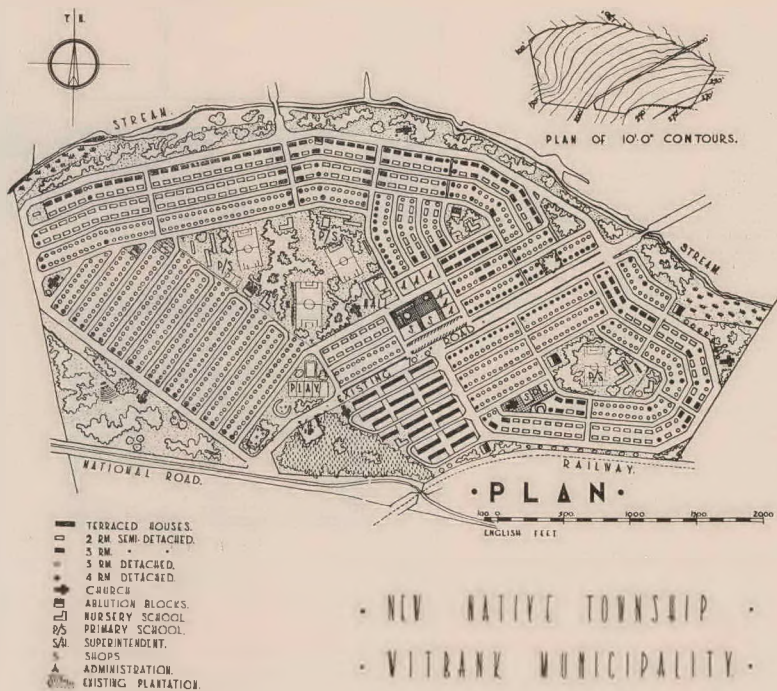 T. N.
STREAM.
PLAN OF 10'-0" CONTOURS.
P/S
P/S
STREAM
S S
ROAD
EXISTING
PLAY
P/S
NATIONAL ROAD.
RAILWAY.
• PLAN •
100 0 500 1000 1500 2000
ENGLISH FEET
TERRACED HOUSES.
2 RM. SEMI-DETACHED.
3 RM. " "
3 RM DETACHED.
4 RM DETACHED.
CHURCH
ABLUTION BLOCKS.
NURSERY SCHOOL
P/S PRIMARY SCHOOL.
S/H. SUPERINTENDENT.
S SHOPS
A ADMINISTRATION.
EXISTING PLANTATION.
• NEW NATIVE TOWNSHIP •
• WITBANK MUNICIPALITY •